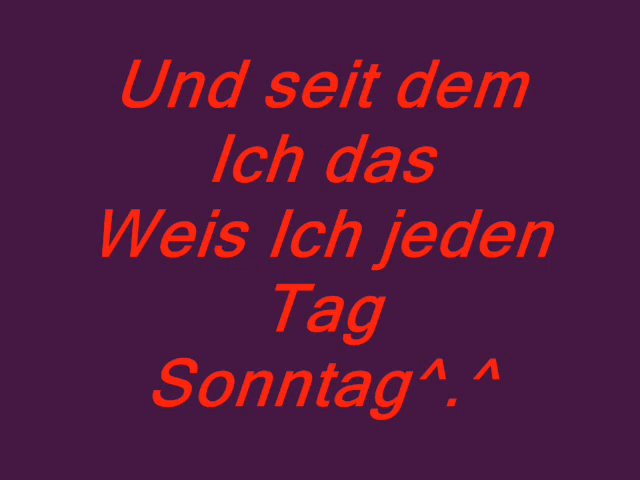 Und seit dem
Ich das
Weis Ich jeden
Tag
Sonntag^.^